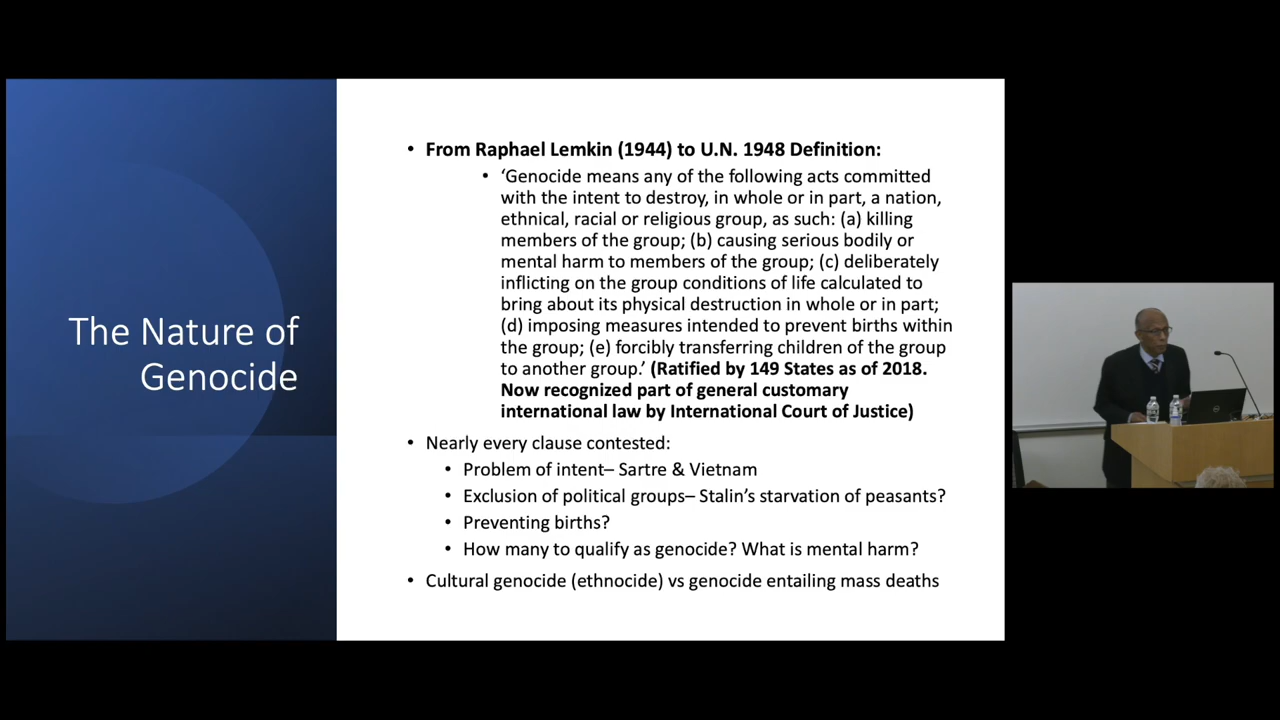 The Nature of
Genocide
• From Raphael Lemkin (1944) to U.N. 1948 Definition:
• ‘Genocide means any of the following acts committed
with the intent to destroy, in whole or in part, a nation,
ethnical, racial or religious group, as such: (a) killing
members of the group; (b) causing serious bodily or
mental harm to members of the group; (c) deliberately
inflicting on the group conditions of life calculated to
bring about its physical destruction in whole or in part;
(d) imposing measures intended to prevent births within
the group; (e) forcibly transferring children of the group
to another group.’ (Ratified by 149 States as of 2018.
Now recognized part of general customary
international law by International Court of Justice)
• Nearly every clause contested:
• Problem of intent– Sartre & Vietnam
• Exclusion of political groups– Stalin’s starvation of peasants?
• Preventing births?
• How many to qualify as genocide? What is mental harm?
• Cultural genocide (ethnocide) vs genocide entailing mass deaths